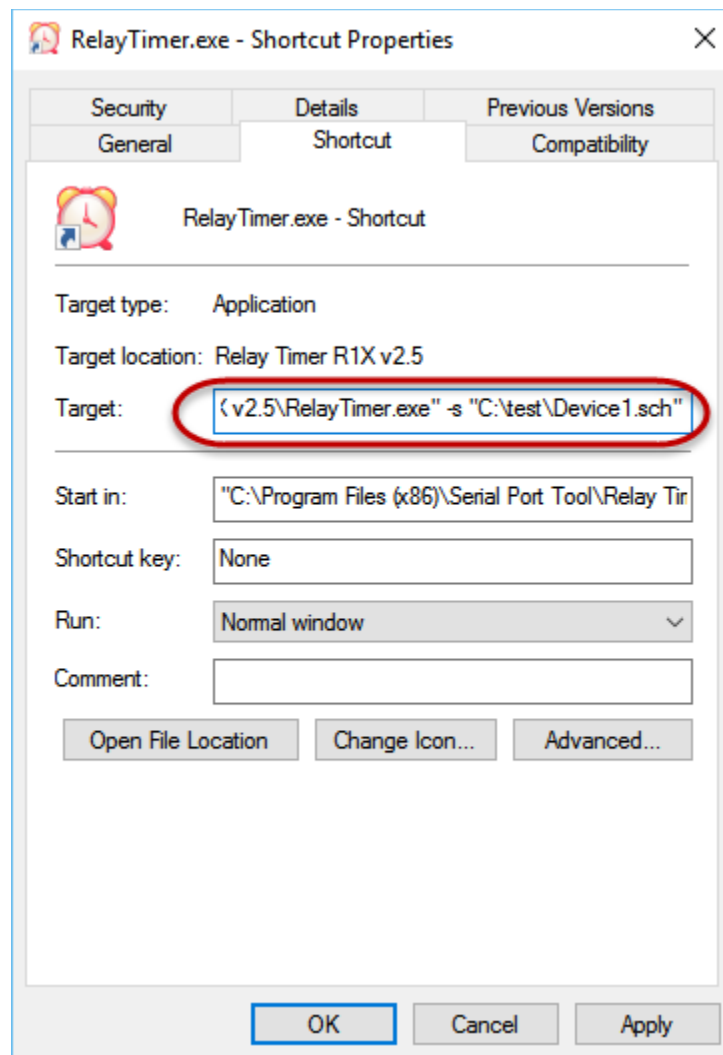 RelayTimer.exe - Shortcut Properties
Security Details Previous Versions
General Shortcut Compatibility
RelayTimer.exe - Shortcut
Target type: Application
Target location: Relay Timer R1X v2.5
Target: v2.5\RelayTimer.exe" -s "C:\test\Device1.sch"
Start in: "C:\Program Files (x86)\Serial Port Tool\Relay Tim
Shortcut key: None
Run: Normal window
Comment:
Open File Location Change Icon... Advanced...
OK Cancel Apply